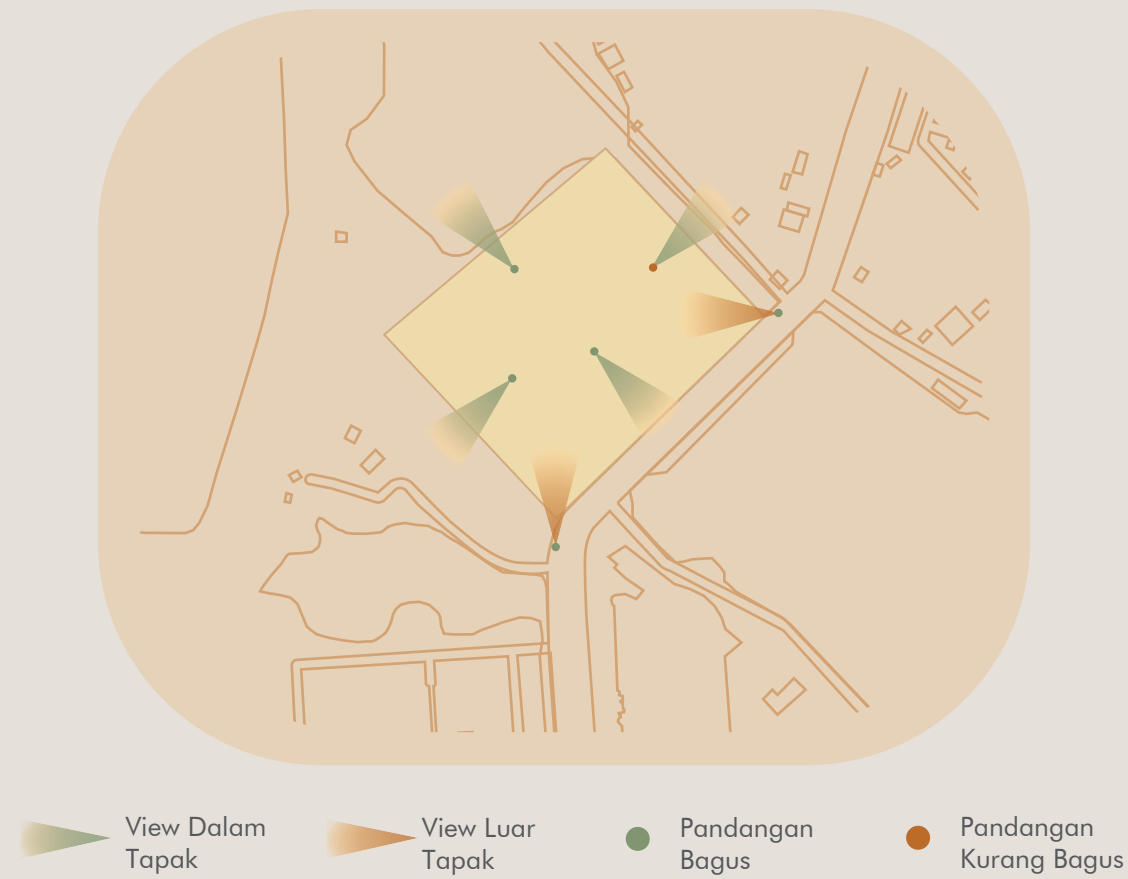 View Dalam
Tapak
View Luar
Tapak
Pandangan
Bagus
Pandangan
Kurang Bagus